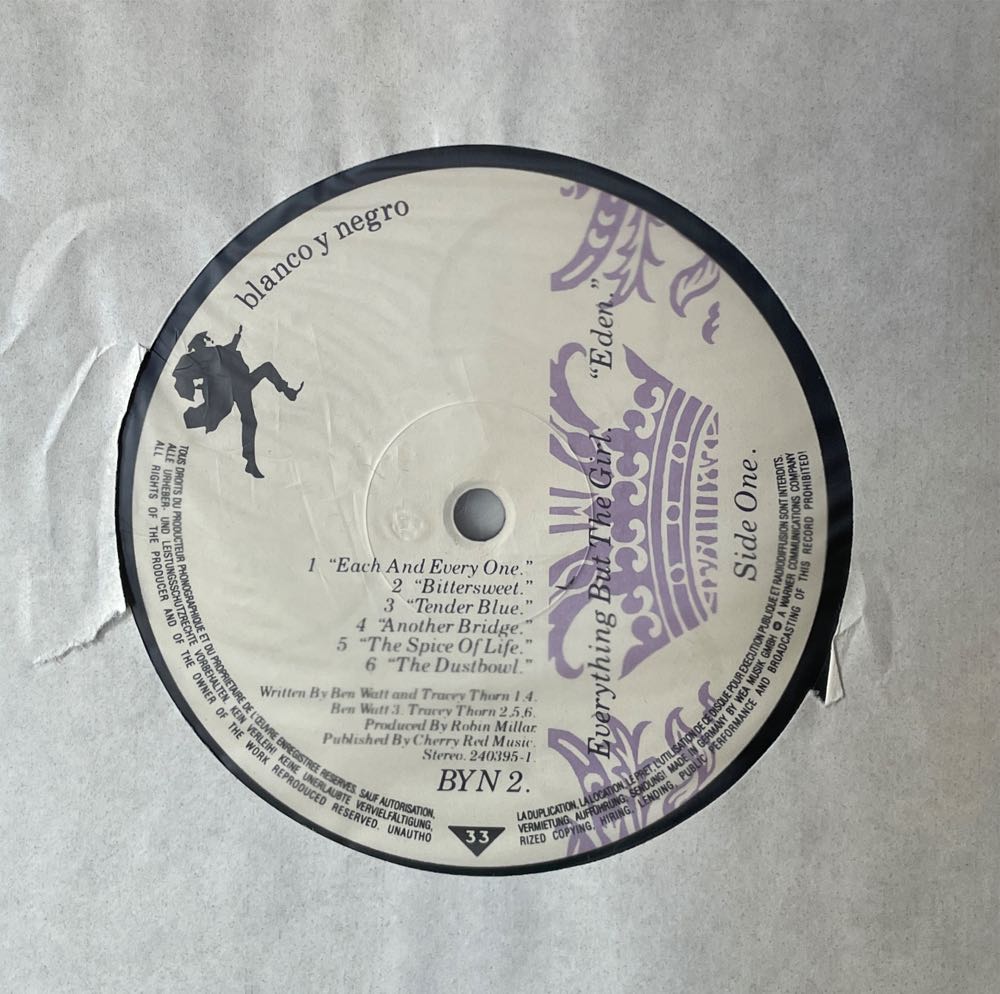 blanco y negro
Everything But The Girl. “Eden.”
Side One.
1 “Each And Every One.”
2 “Bittersweet.”
3 “Tender Blue.”
4 “Another Bridge.”
5 “The Spice Of Life.”
6 “The Dustbowl.”
Written By Ben Watt and Tracey Thorn 1.4.
Ben Watt 3. Tracey Thorn 2.5.6.
Produced By Robin Millar
Published By Cherry Red Music.
Stereo. 240395-1.
BYN 2.
33
TOUS DROITS DU PRODUCTEUR PHONOGRAPHIQUE ET DU PROPRIETAIRE DE L'ŒUVRE ENREGISTREE RESERVES. SAUF AUTORISATION, LA DUPLICATION, LA LOCATION, LE PRET, L'UTILISATION DE CE DISQUE POUR EXECUTION PUBLIQUE ET RADIODIFFUSION SONT INTERDITS.
ALLE URHEBER- UND LEISTUNGSSCHUTZRECHTE VORBEHALTEN. KEIN VERLEIH! KEINE UNERLAUBTE VERVIELFÄLTIGUNG, VERMIETUNG, AUFFÜHRUNG, SENDUNG! MADE IN GERMANY BY WEA MUSIK GMBH A WARNER COMMUNICATIONS COMPANY
ALL RIGHTS OF THE PRODUCER AND OF THE OWNER OF THE WORK REPRODUCED RESERVED. UNAUTHORIZED COPYING, HIRING, LENDING, PUBLIC PERFORMANCE AND BROADCASTING OF THIS RECORD PROHIBITED!